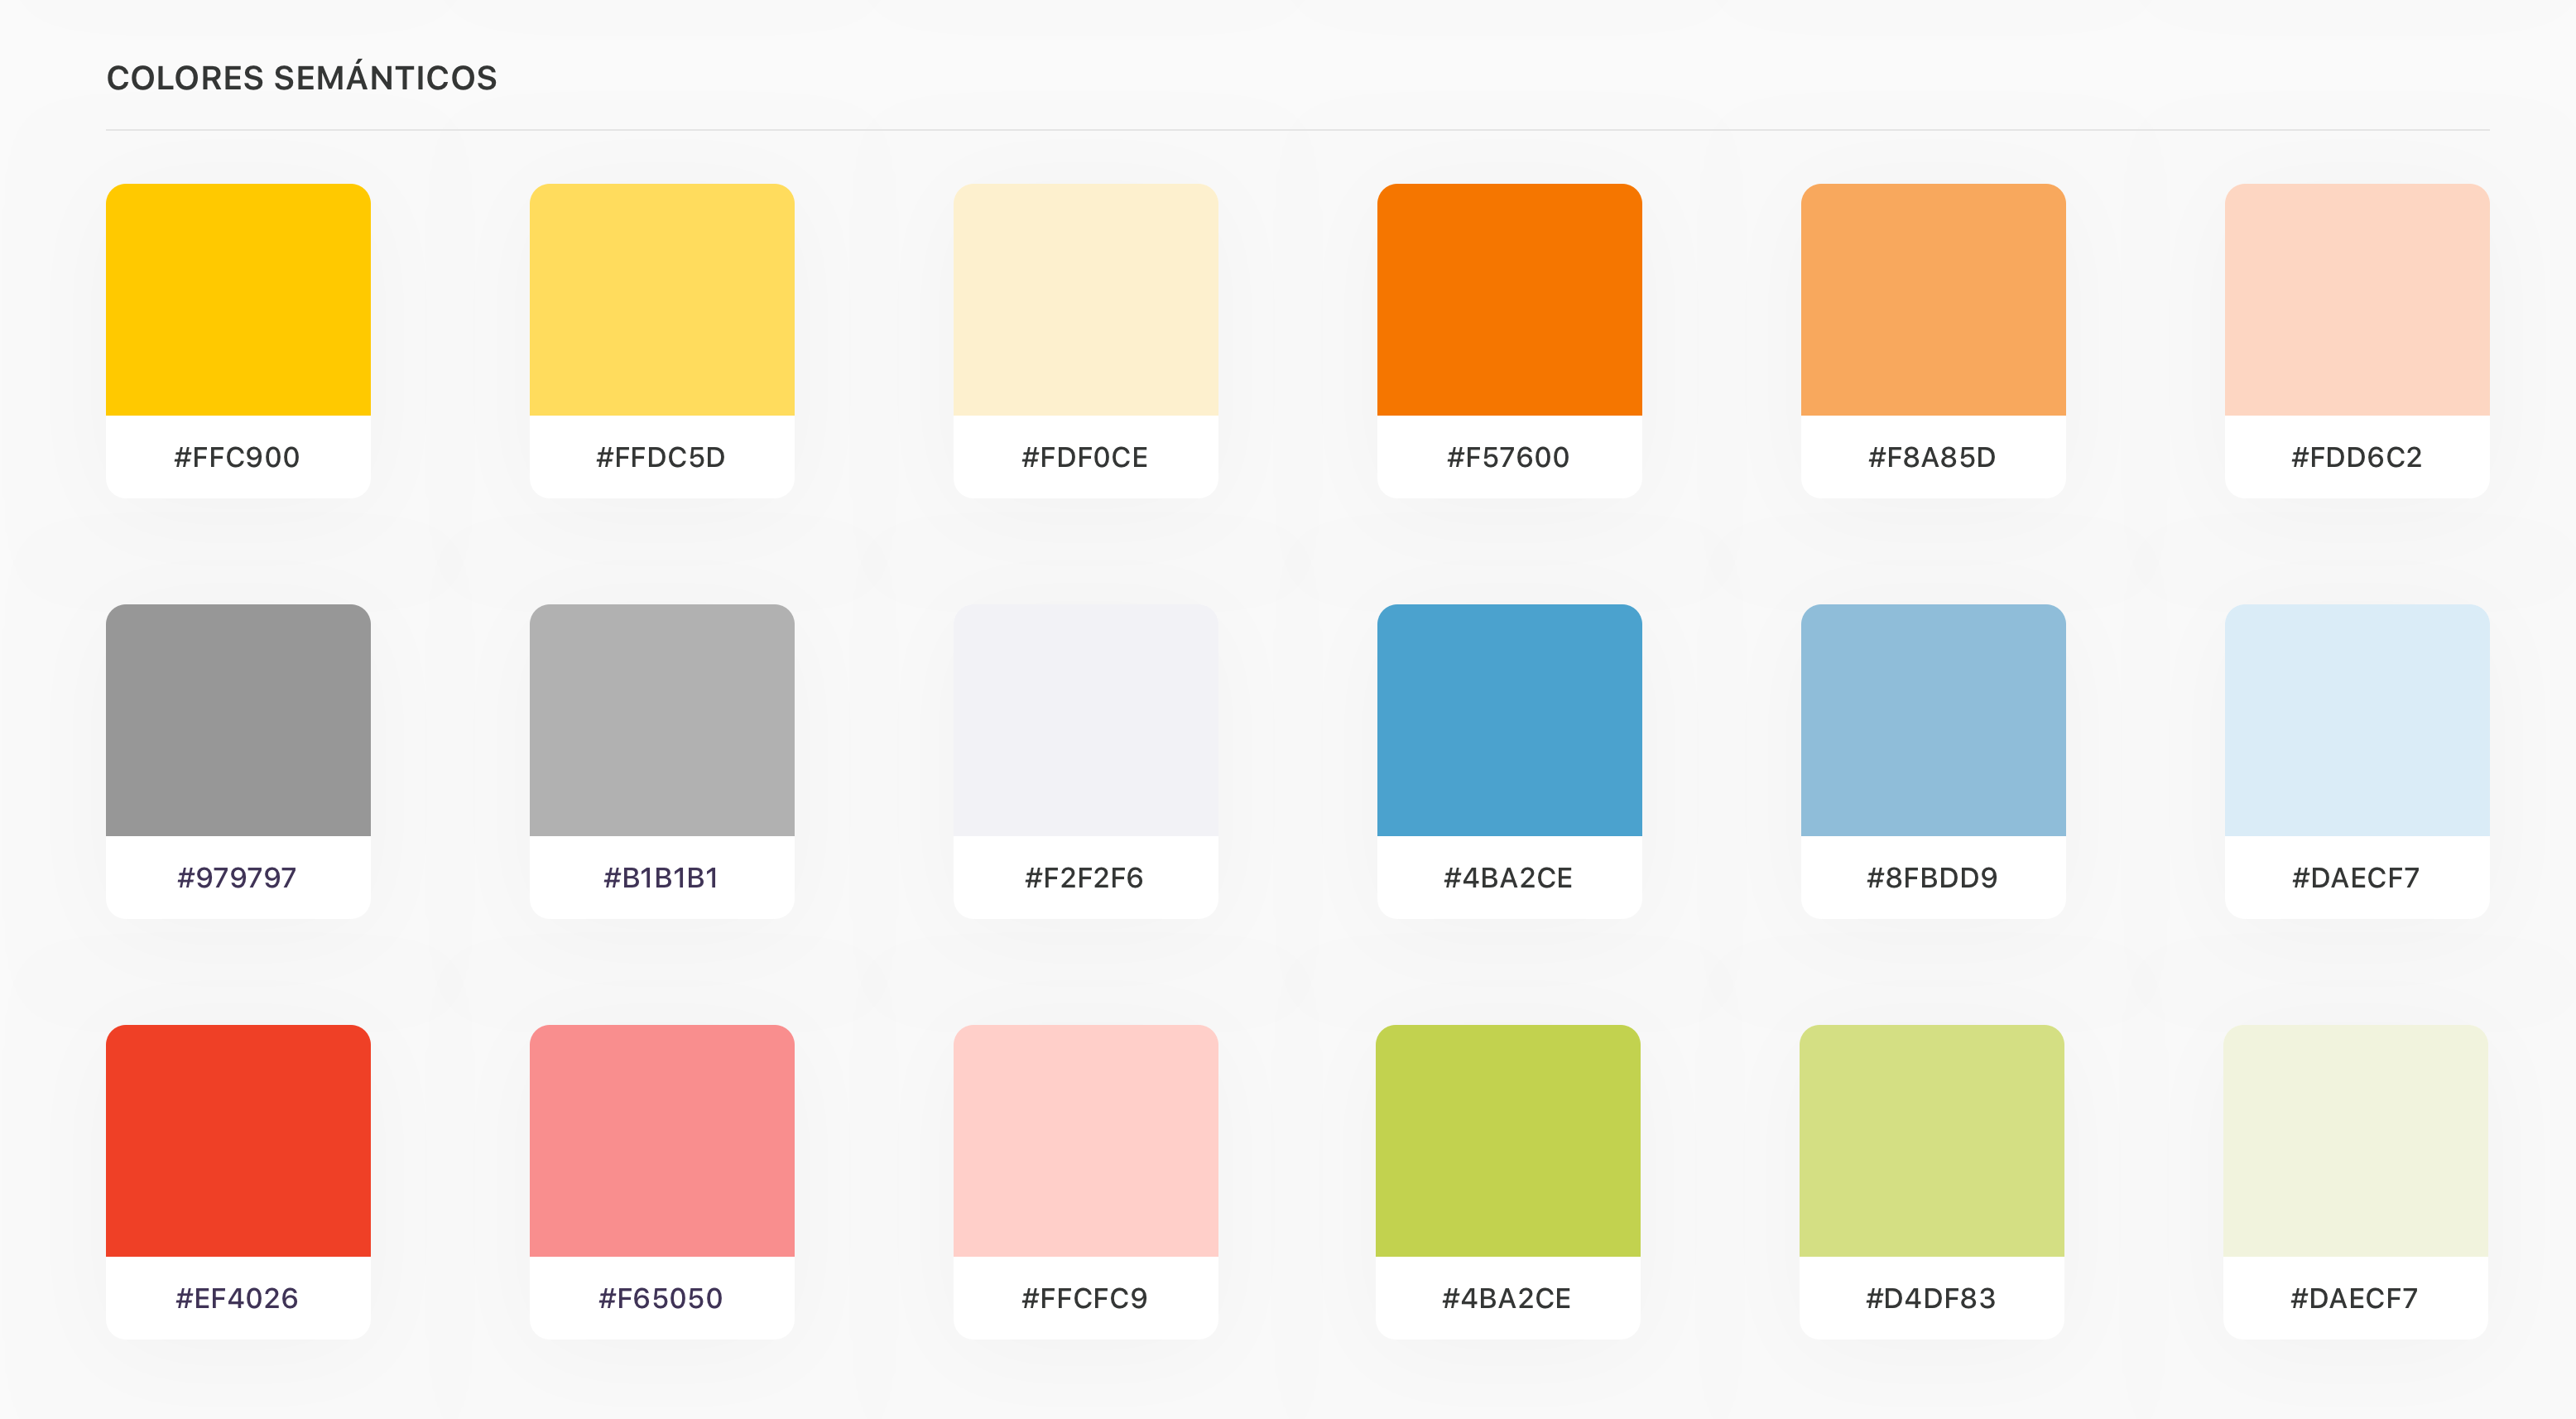 COLORES SEMÁNTICOS
#FFC900
#FFDC5D
#FDF0CE
#F57600
#F8A85D
#FDD6C2
#979797
#B1B1B1
#F2F2F6
#4BA2CE
#8FBDD9
#DAECF7
#EF4026
#F65050
#FFCFC9
#4BA2CE
#D4DF83
#DAECF7